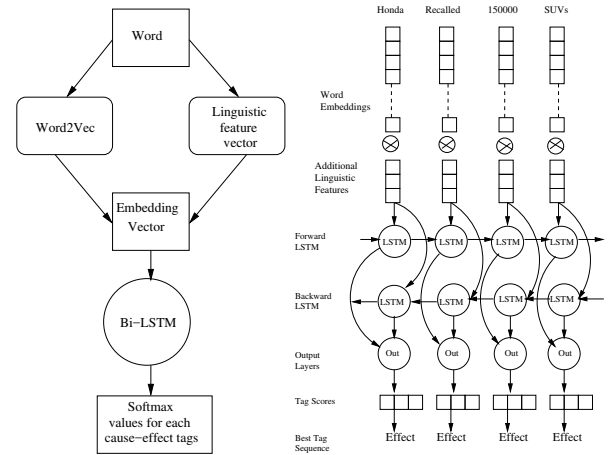 Word
Word2Vec
Linguistic
feature
vector
Embedding
Vector
Bi-LSTM
Softmax
values for each
cause-effect tags
Honda Recalled 150000 SUVs
Word
Embeddings
Additional
Linguistic
Features
Forward
LSTM
LSTM LSTM LSTM LSTM
Backward
LSTM
LSTM LSTM LSTM LSTM
Output
Layers
Out Out Out Out
Tag Scores
Best Tag
Sequence
Effect Effect Effect Effect